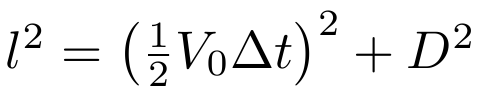 $l^2 = \left(\frac{1}{2} V_0 \Delta t\right)^2 + D^2$